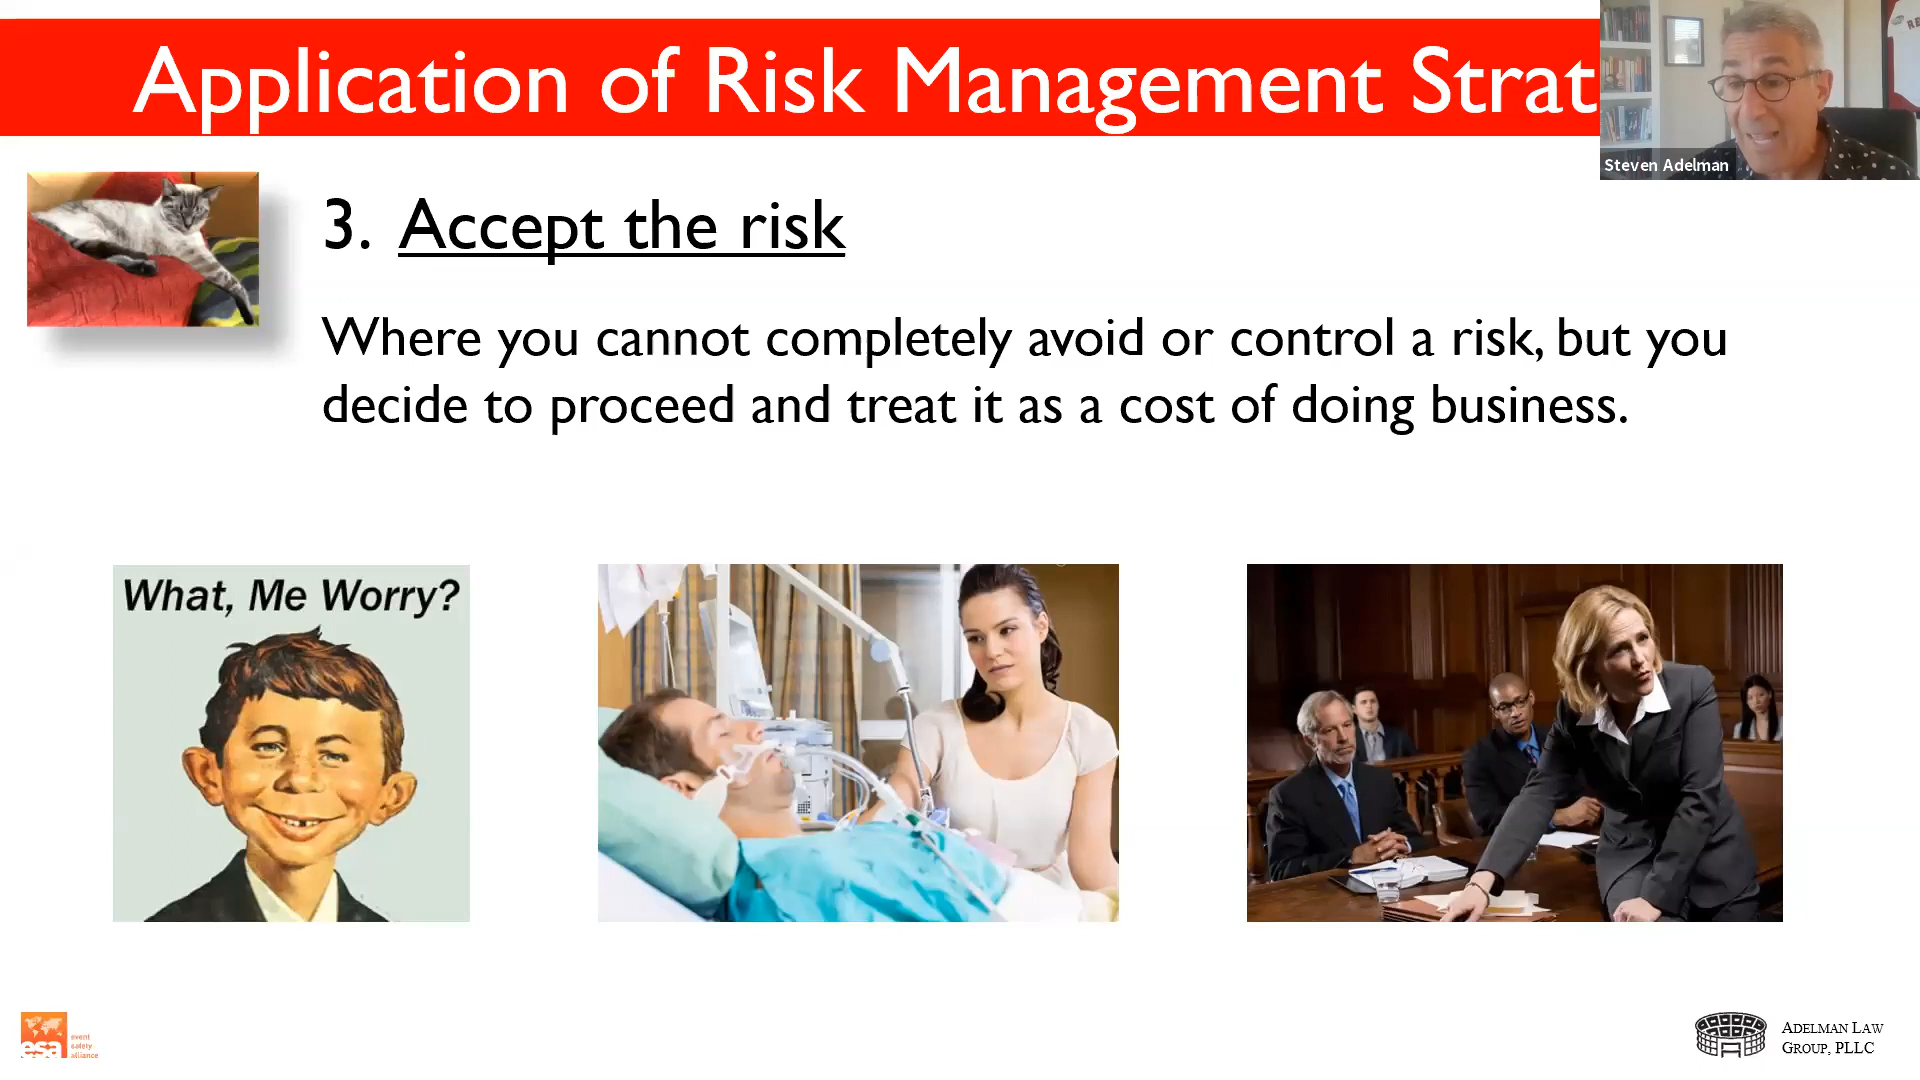 Application of Risk Management Strat
Steven Adelman
3. Accept the risk
Where you cannot completely avoid or control a risk, but you
decide to proceed and treat it as a cost of doing business.
What, Me Worry?
esa
event
safety
alliance
ADELMAN LAW
GROUP, PLLC